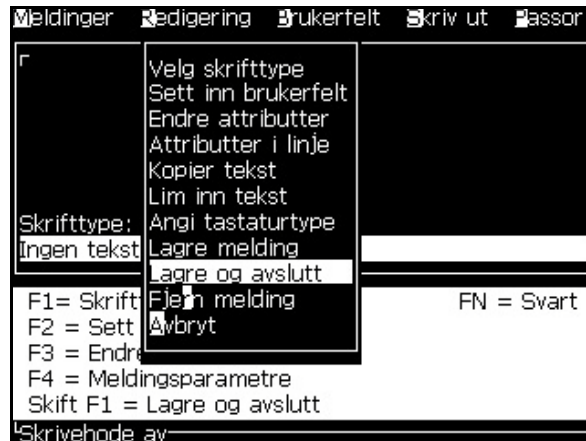 Meldinger Redigering Brukerfelt Skriv ut Passor
Velg skrifttype
Sett inn brukerfelt
Endre attributter
Attributter i linje
Kopier tekst
Lim inn tekst
Skrifttype: Angi tastaturtype
Ingen tekst Lagre melding
Lagre og avslutt
F1= Skrift Fjern melding FN = Svart
F2 = Sett Avbryt
F3 = Endre
F4 = Meldingsparametre
Skift F1 = Lagre og avslutt
Skrivehode av